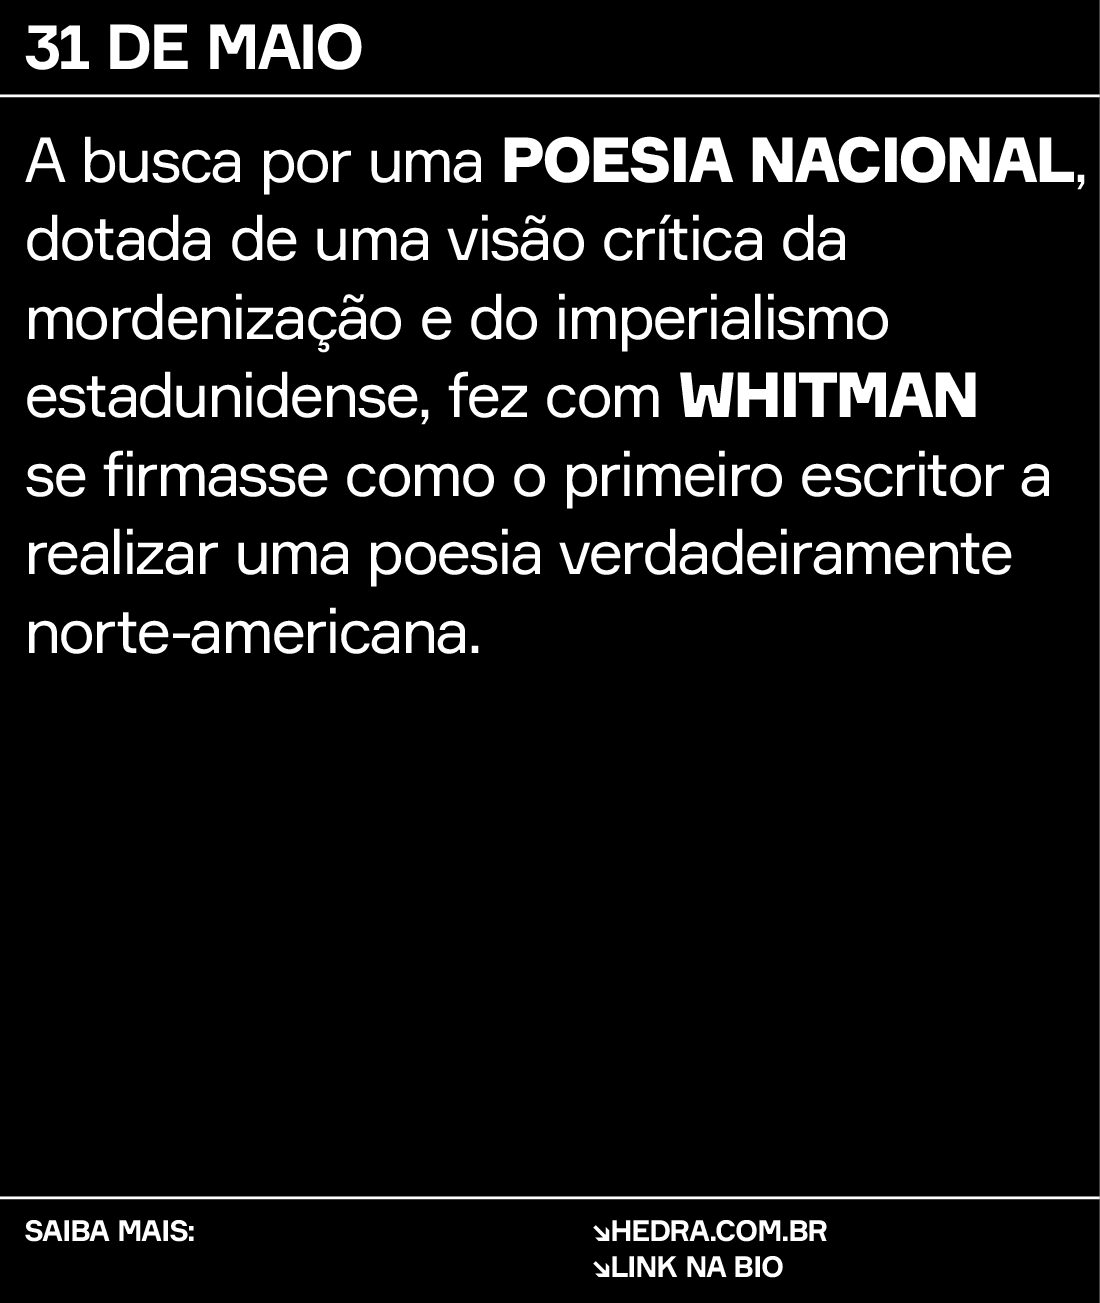 31 DE MAIO
A busca por uma POESIA NACIONAL,
dotada de uma visão crítica da
mordenização e do imperialismo
estadunidense, fez com WHITMAN
se firmasse como o primeiro escritor a
realizar uma poesia verdadeiramente
norte-americana.
SAIBA MAIS:
↘HEDRA.COM.BR
↘LINK NA BIO